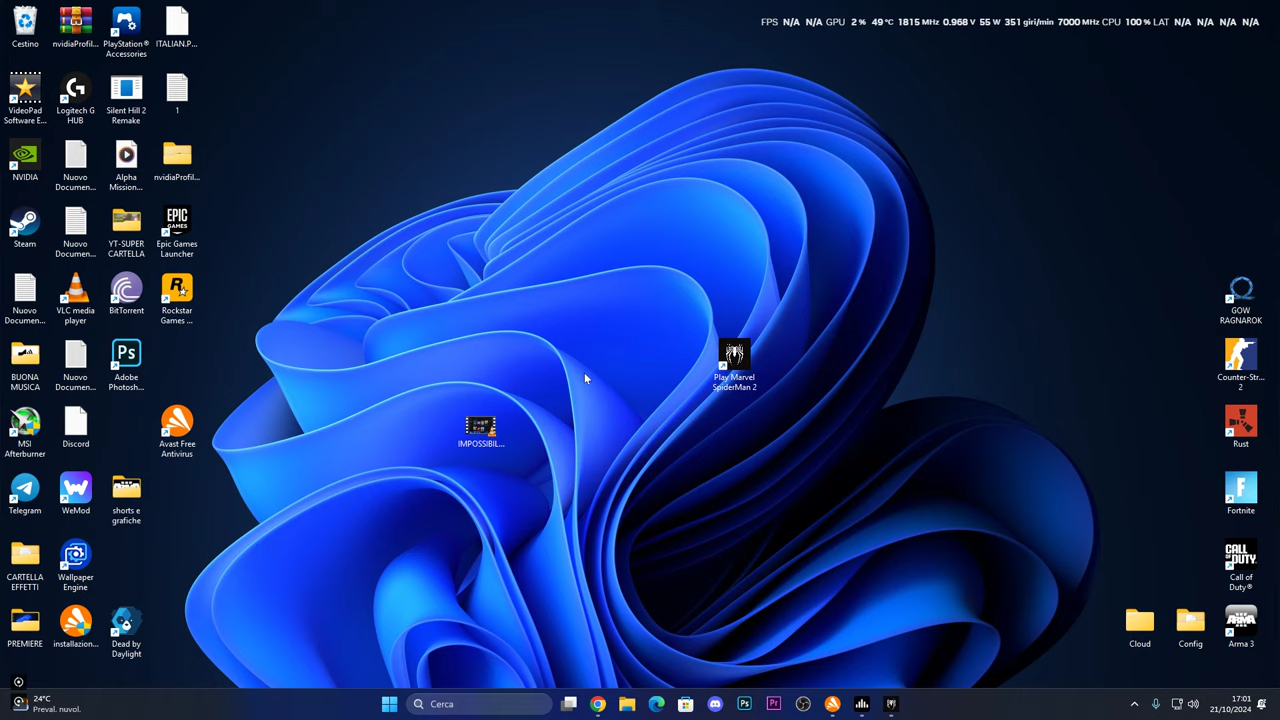 FPS N/A N/A GPU 2 % 49 °C 1815 MHz 0.968 V 55 W 351 giri/min 7000 MHz CPU 100 % LAT N/A N/A N/A N/A
Cestino
nvidiaProfil...
PlayStation®
Accessories
ITALIAN.P...
VideoPad
Software E...
Logitech G
HUB
Silent Hill 2
Remake
1
NVIDIA
Nuovo
Documen...
Alpha
Mission...
nvidiaProfil...
Steam
Nuovo
Documen...
YT-SUPER
CARTELLA
EPIC
GAMES
Epic Games
Launcher
Nuovo
Documen...
VLC media
player
BitTorrent
Rockstar
Games ...
BUONA
MUSICA
Nuovo
Documen...
Ps
Adobe
Photosh...
MSI
Afterburner
Discord
Avast Free
Antivirus
Telegram
WeMod
shorts e
grafiche
CARTELLA
EFFETTI
Wallpaper
Engine
PREMIERE
installazion...
Dead by
Daylight
IMPOSSIBIL...
Play Marvel
SpiderMan 2
GOW
RAGNAROK
Counter-Str...
2
Rust
Fortnite
CALL OF
DUTY
Call of
Duty®
Cloud
Config
ARMA
Arma 3
24°C
Preval. nuvol.
Cerca
Ps
Pr
17:01
21/10/2024